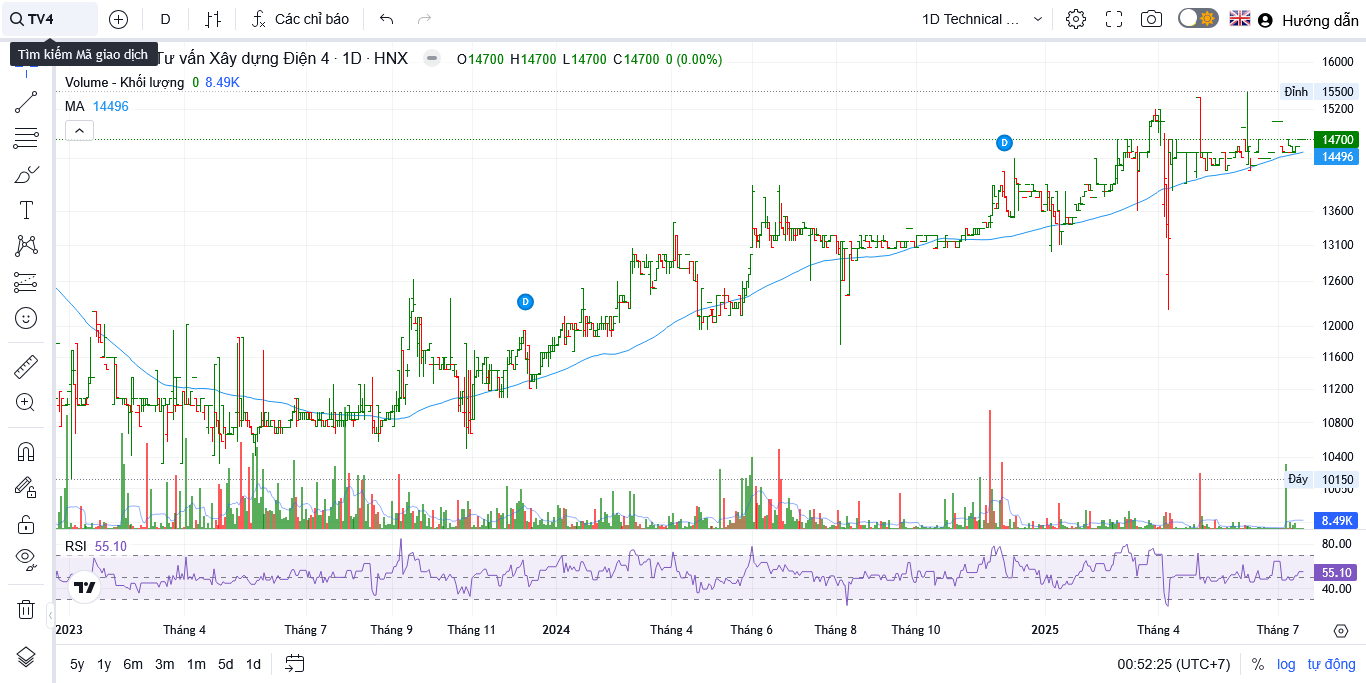 TV4 D Các chỉ báo 1D Technical ... Hướng dẫn
Tìm kiếm Mã giao dịch Tư vấn Xây dựng Điện 4 · 1D · HNX O14700 H14700 L14700 C14700 0 (0.00%)
Volume - Khối lượng 0 8.49K
MA 14496
16000
Đỉnh 15500
15200
14700
14496
13600
13100
12600
12000
11600
11200
10800
10400
Đáy 10150
10050
8.49K
D
D
RSI 55.10
80.00
55.10
40.00
2023 Tháng 4 Tháng 7 Tháng 9 Tháng 11 2024 Tháng 4 Tháng 6 Tháng 8 Tháng 10 2025 Tháng 4 Tháng 7
5y 1y 6m 3m 1m 5d 1d 00:52:25 (UTC+7) % log tự động